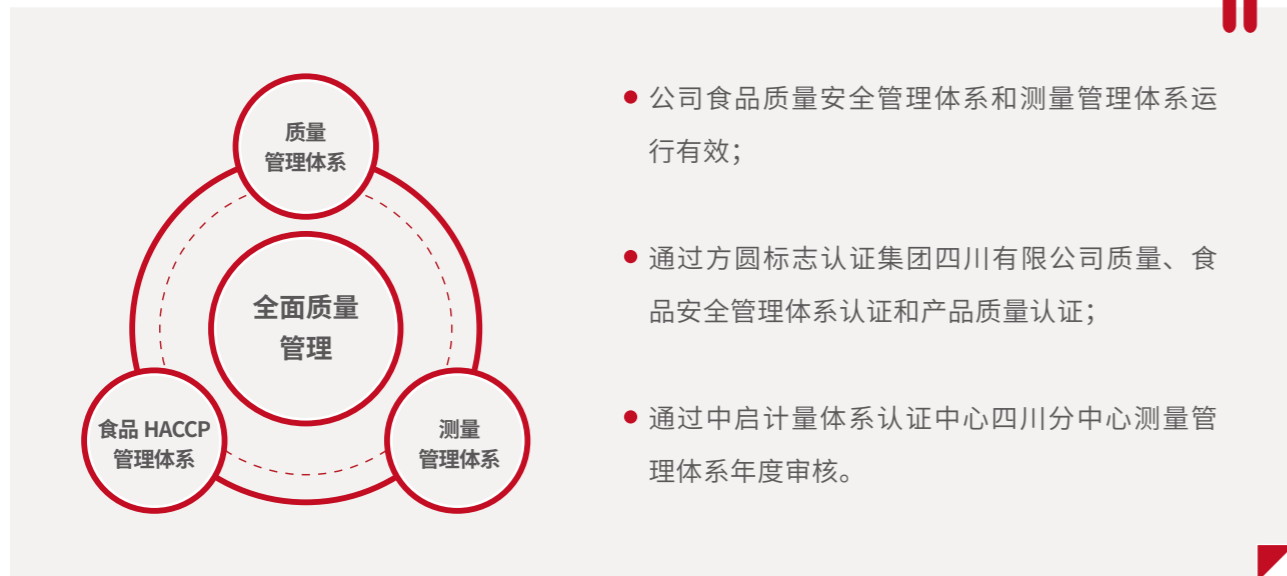 质量
管理体系
全面质量
管理
食品 HACCP
管理体系
测量
管理体系
公司食品质量安全管理体系和测量管理体系运
行有效；
通过方圆标志认证集团四川有限公司质量、食
品安全管理体系认证和产品质量认证；
通过中启计量体系认证中心四川分中心测量管
理体系年度审核。